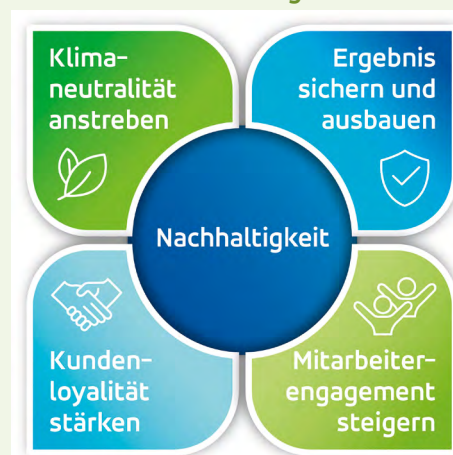 Klima-
neutralität
anstreben
Ergebnis
sichern und
ausbauen
Nachhaltigkeit
Kunden-
loyalität
stärken
Mitarbeiter-
engagement
steigern